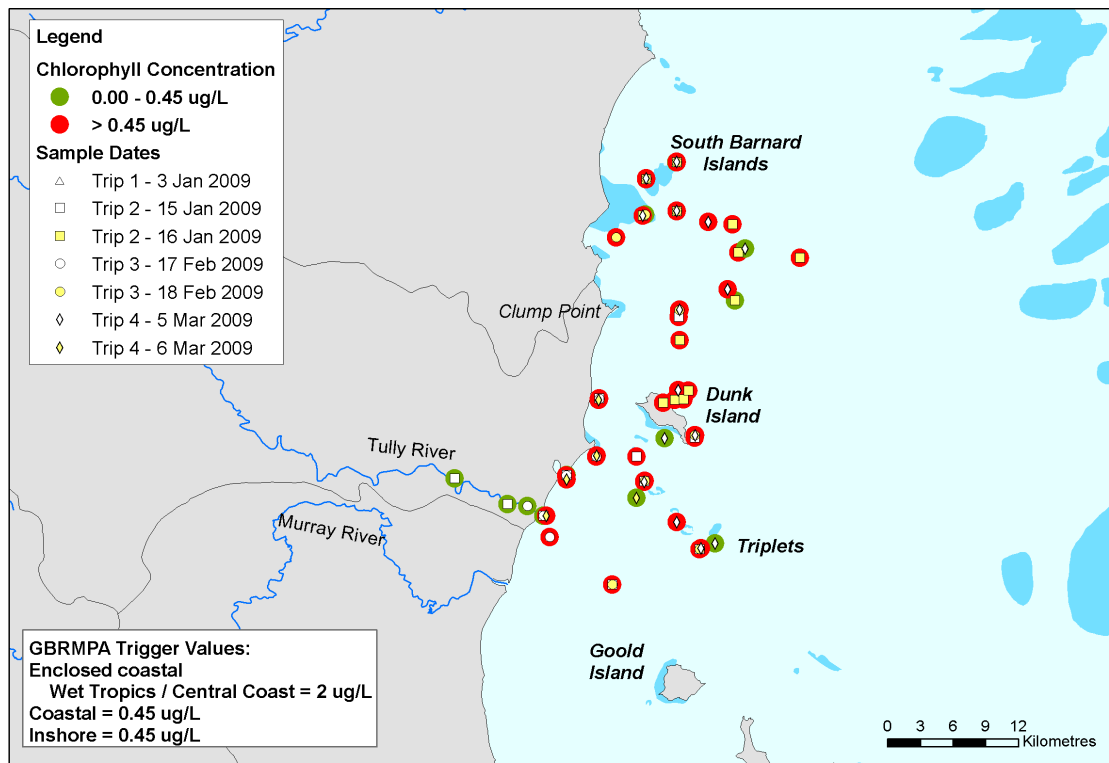 Legend
Chlorophyll Concentration
0.00 - 0.45 ug/L
> 0.45 ug/L
Sample Dates
Trip 1 - 3 Jan 2009
Trip 2 - 15 Jan 2009
Trip 2 - 16 Jan 2009
Trip 3 - 17 Feb 2009
Trip 3 - 18 Feb 2009
Trip 4 - 5 Mar 2009
Trip 4 - 6 Mar 2009
South Barnard
Islands
Clump Point
Dunk
Island
Tully River
Murray River
Triplets
Goold
Island
GBRMPA Trigger Values:
Enclosed coastal
Wet Tropics / Central Coast = 2 ug/L
Coastal = 0.45 ug/L
Inshore = 0.45 ug/L
0 3 6 9 12
Kilometres